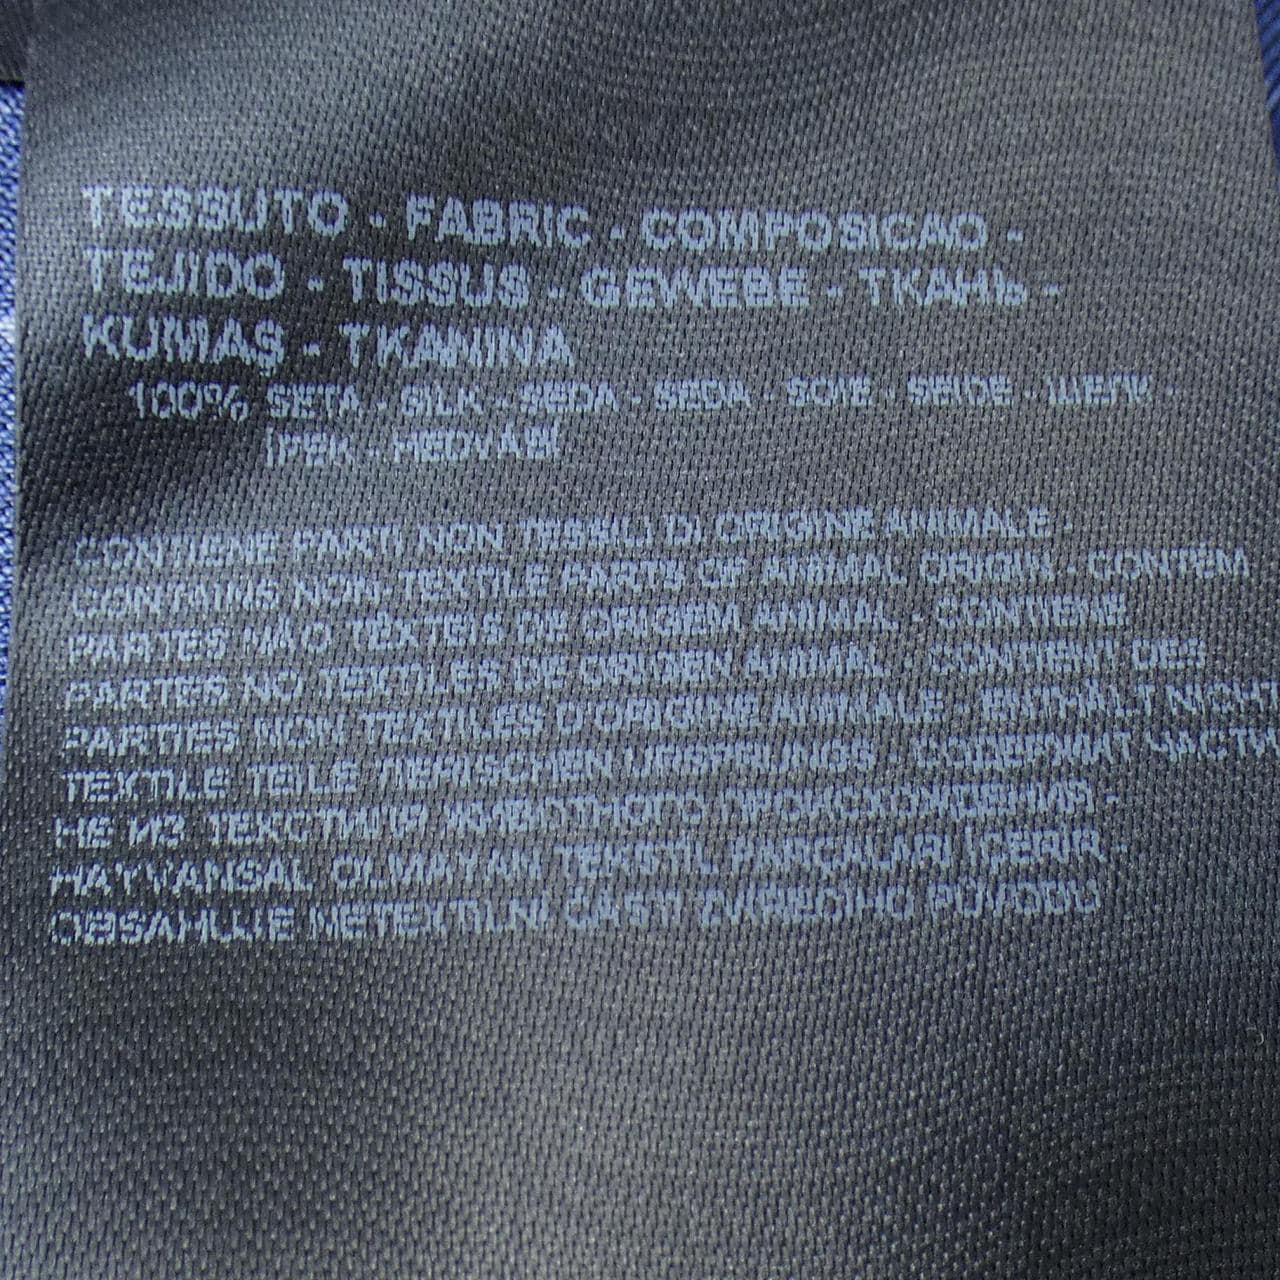 TESSUTO - FABRIC - COMPOSICAO -
TEJIDO - TISSUS - GEWEBE - ТКАНЬ -
KUMAŞ - TKANINA
100% SETA - SILK - SEDA - SEDA - SOIE - SEIDE - ШЕЛК -
İPEK - HEDVÁBÍ
CONTIENE PARTI NON TESSILI DI ORIGINE ANIMALE -
CONTAINS NON-TEXTILE PARTS OF ANIMAL ORIGIN - CONTÉM
PARTES NÃO TÊXTEIS DE ORIGEM ANIMAL - CONTIENE
PARTES NO TEXTILES DE ORIGEN ANIMAL - CONTIENT DES
PARTIES NON TEXTILES D'ORIGINE ANIMALE - ENTHÄLT NICHT
TEXTILE TEILE TIERISCHEN URSPRUNGS - СОДЕРЖИТ ЧАСТИ
НЕ ИЗ ТЕКСТИЛЯ ЖИВОТНОГО ПРОИСХОЖДЕНИЯ -
HAYVANSAL OLMAYAN TEKSTİL PARÇALARI İÇERİR -
OBSAHUJE NETEXTILNÍ ČÁSTI ZVÍŘECÍHO PŮVODU